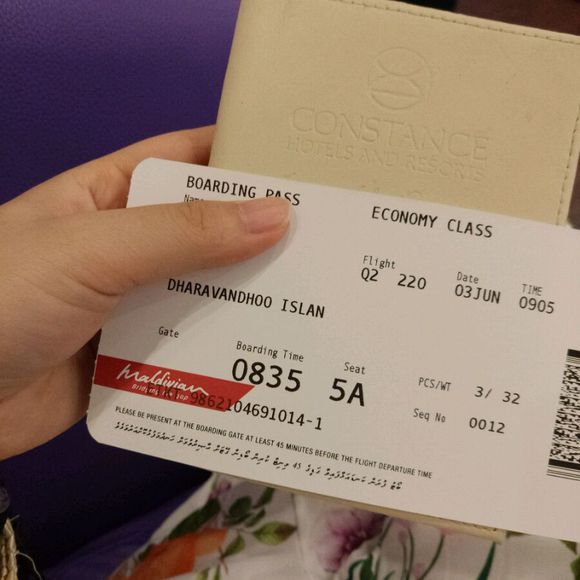 CONSTANCE
HOTELS AND RESORTS
BOARDING PASS
ECONOMY CLASS
Flight
Date
TIME
Q2 220
03JUN
0905
DHARAVANDHOO ISLAN
Gate
Boarding Time
Seat
0835
5A
PCS/WT 3/ 32
Seq No 0012
maldivian
9862104691014-1
PLEASE BE PRESENT AT THE BOARDING GATE AT LEAST 45 MINUTES BEFORE THE FLIGHT DEPARTURE TIME